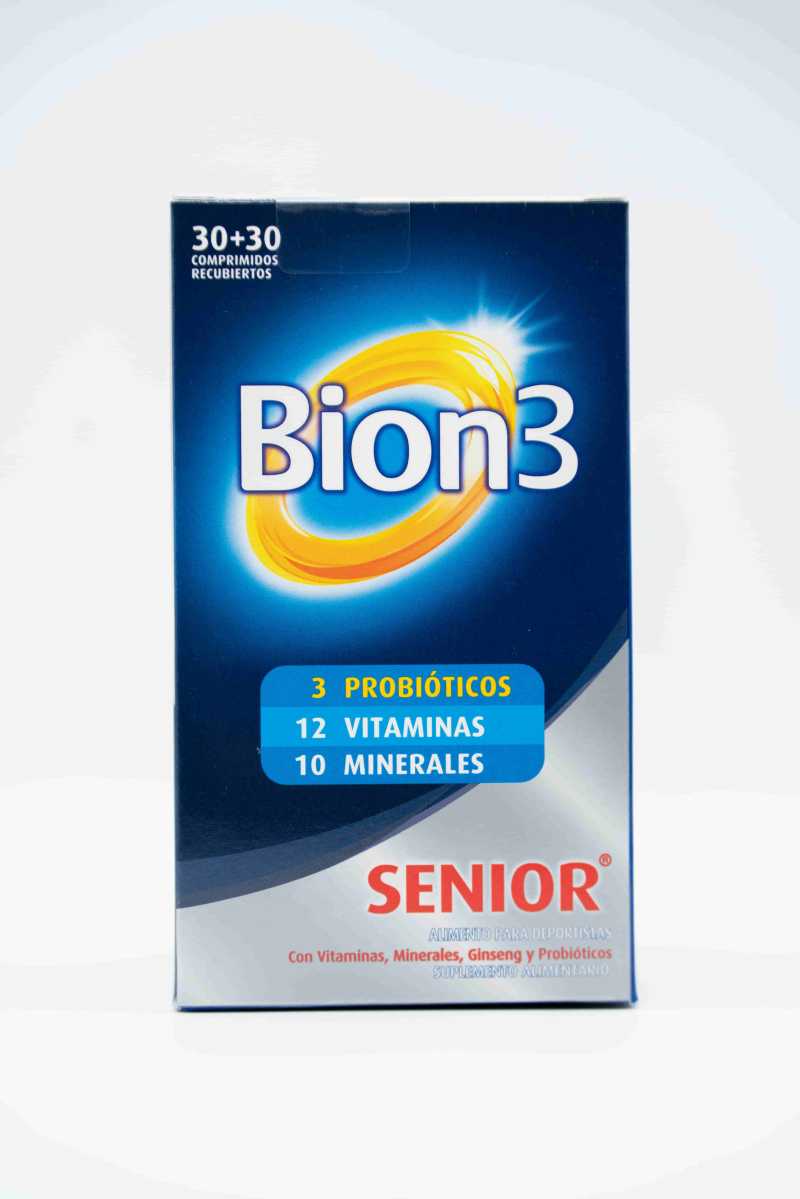 30+30
COMPRIMIDOS
RECUBIERTOS
Bion3
3 PROBIÓTICOS
12 VITAMINAS
10 MINERALES
SENIOR®
ALIMENTO PARA DEPORTISTAS
Con Vitaminas, Minerales, Ginseng y Probióticos
SUPLEMENTO ALIMENTARIO